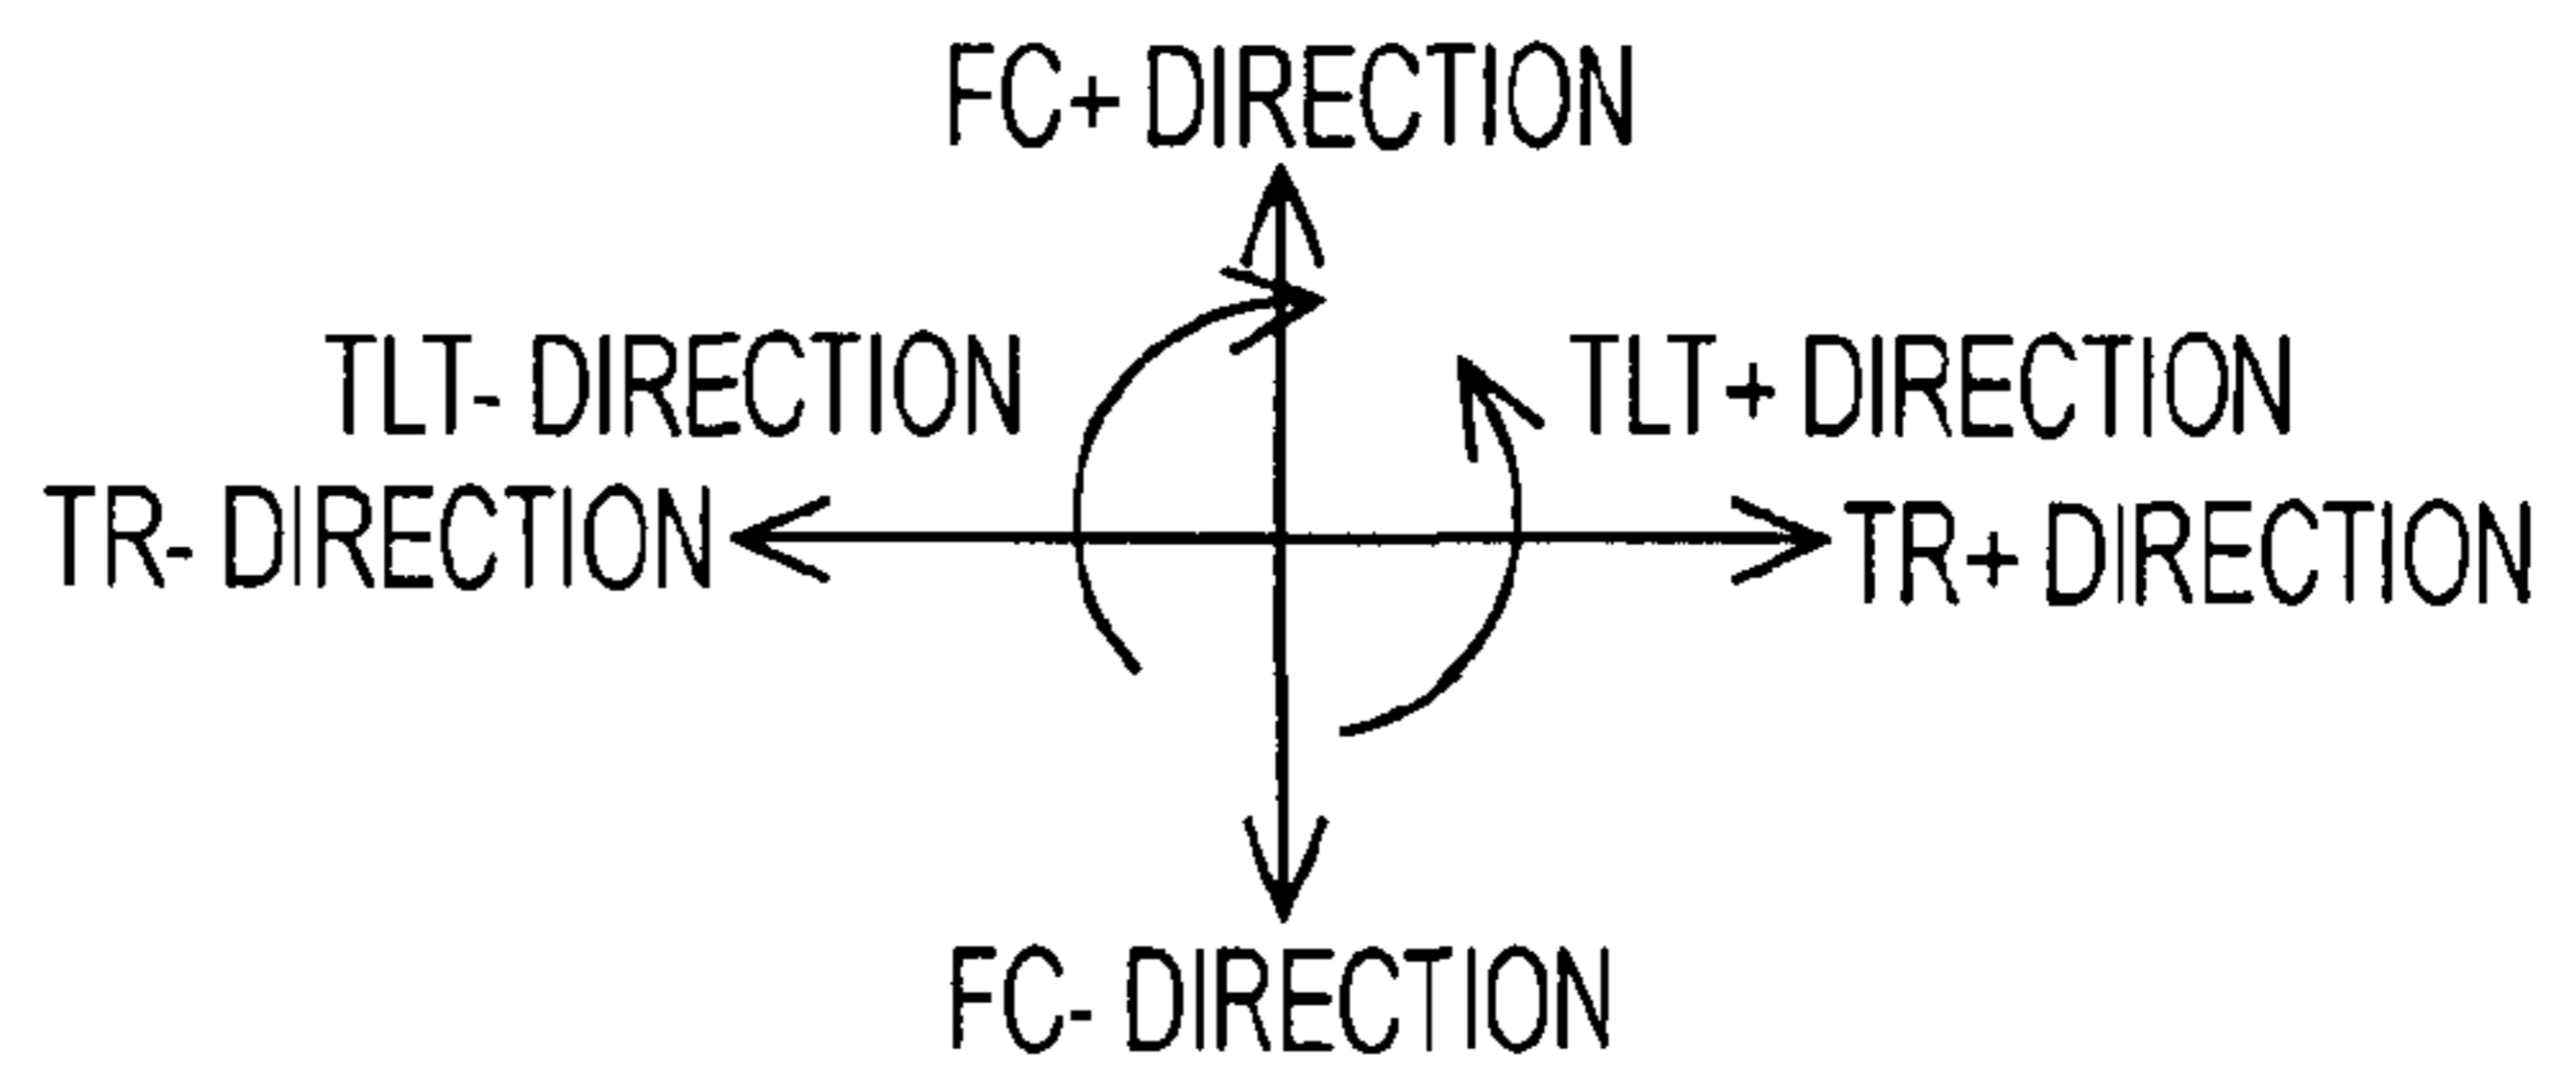 FC+ DIRECTION
TLT- DIRECTION
TLT+ DIRECTION
TR- DIRECTION
TR+ DIRECTION
FC- DIRECTION